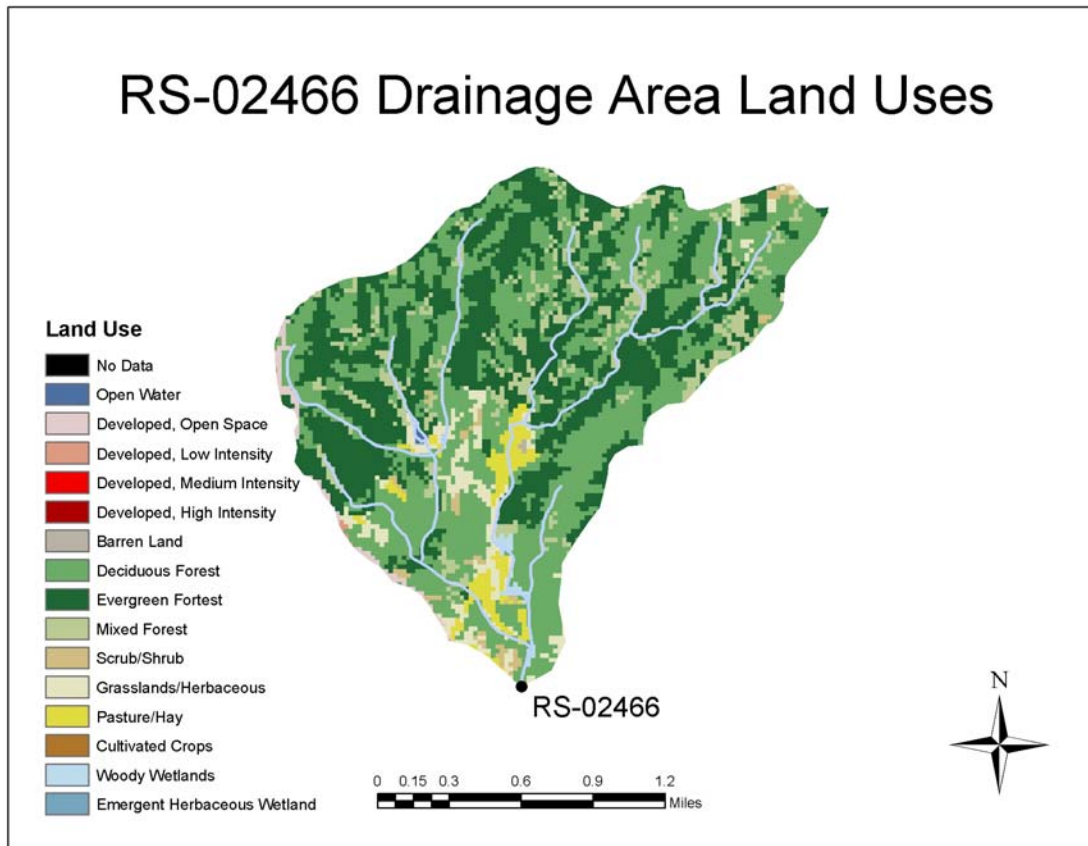 RS-02466 Drainage Area Land Uses
Land Use
No Data
Open Water
Developed, Open Space
Developed, Low Intensity
Developed, Medium Intensity
Developed, High Intensity
Barren Land
Deciduous Forest
Evergreen Fortest
Mixed Forest
Scrub/Shrub
Grasslands/Herbaceous
Pasture/Hay
Cultivated Crops
Woody Wetlands
Emergent Herbaceous Wetland
RS-02466
N
0 0.15 0.3 0.6 0.9 1.2
Miles